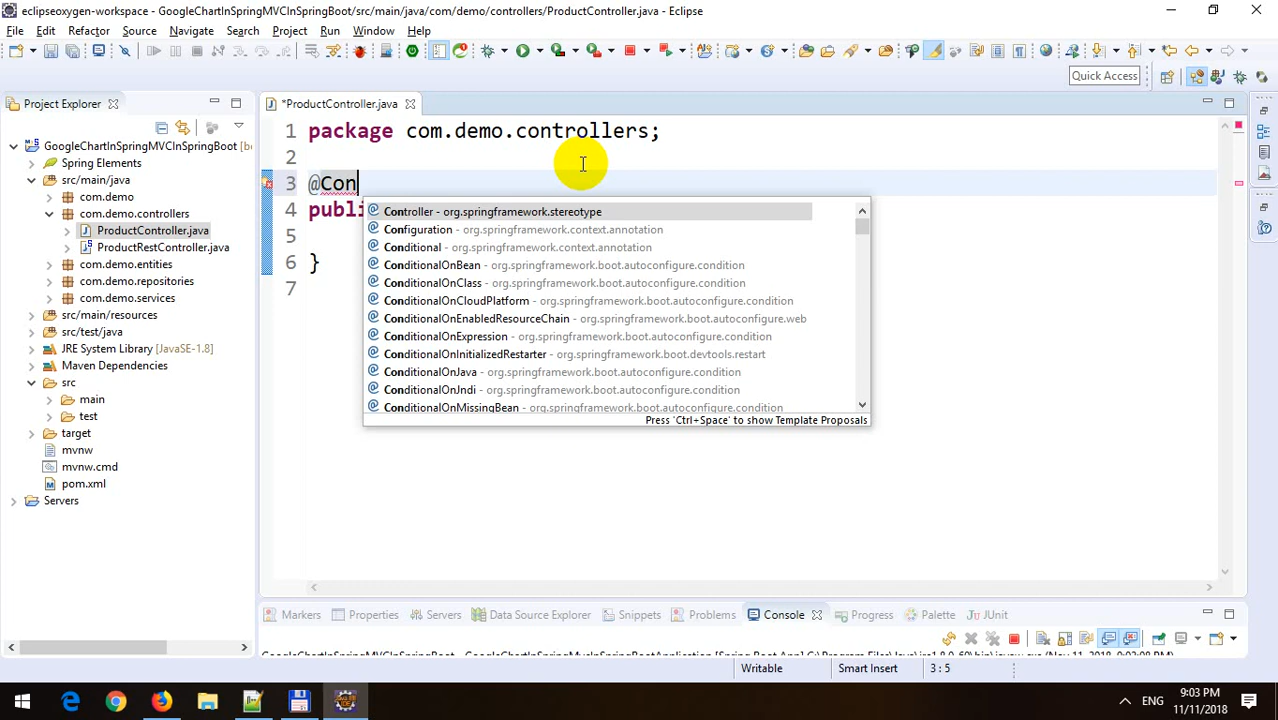 eclipseoxygen-workspace - GoogleChartInSpringMVCInSpringBoot/src/main/java/com/demo/controllers/ProductController.java - Eclipse
File Edit Refactor Source Navigate Search Project Run Window Help
Quick Access
Project Explorer
*ProductController.java
GoogleChartInSpringMVCInSpringBoot
Spring Elements
src/main/java
com.demo
com.demo.controllers
ProductController.java
ProductRestController.java
com.demo.entities
com.demo.repositories
com.demo.services
src/main/resources
src/test/java
JRE System Library [JavaSE-1.8]
Maven Dependencies
src
main
test
target
mvnw
mvnw.cmd
pom.xml
Servers
1 package com.demo.controllers;
2
3 @Con
4 publi
5
6 }
7
Controller - org.springframework.stereotype
Configuration - org.springframework.context.annotation
Conditional - org.springframework.context.annotation
ConditionalOnBean - org.springframework.boot.autoconfigure.condition
ConditionalOnClass - org.springframework.boot.autoconfigure.condition
ConditionalOnCloudPlatform - org.springframework.boot.autoconfigure.condition
ConditionalOnEnabledResourceChain - org.springframework.boot.autoconfigure.web
ConditionalOnExpression - org.springframework.boot.autoconfigure.condition
ConditionalOnInitializedRestarter - org.springframework.boot.devtools.restart
ConditionalOnJava - org.springframework.boot.autoconfigure.condition
ConditionalOnJndi - org.springframework.boot.autoconfigure.condition
ConditionalOnMissingBean - org.springframework.boot.autoconfigure.condition
Press 'Ctrl+Space' to show Template Proposals
Markers Properties Servers Data Source Explorer Snippets Problems Console Progress Palette JUnit
Writable Smart Insert 3 : 5
ENG
9:03 PM
11/11/2018